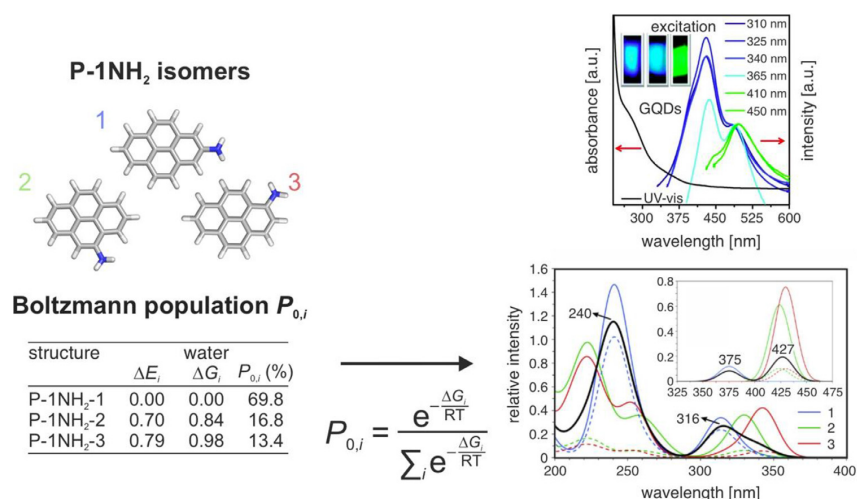 P-1NH₂ isomers
1
2
3
Boltzmann population P₀,ᵢ
structure water
ΔEᵢ ΔGᵢ P₀,ᵢ (%)
P-1NH₂-1 0.00 0.00 69.8
P-1NH₂-2 0.70 0.84 16.8
P-1NH₂-3 0.79 0.98 13.4
P₀,ᵢ = e^(-ΔGᵢ/RT) / ∑ᵢ e^(-ΔGᵢ/RT)
absorbance [a.u.]
excitation
GQDs
310 nm
325 nm
340 nm
365 nm
410 nm
450 nm
UV-vis
intensity [a.u.]
300 375 450 525 600
wavelength [nm]
relative intensity
1.6
1.4
1.2
1.0
0.8
0.6
0.4
0.2
0
240
316
0.8
0.6
0.4
0.2
0
375
427
325 350 375 400 425 450 475
1
2
3
200 250 300 350 400
wavelength [nm]